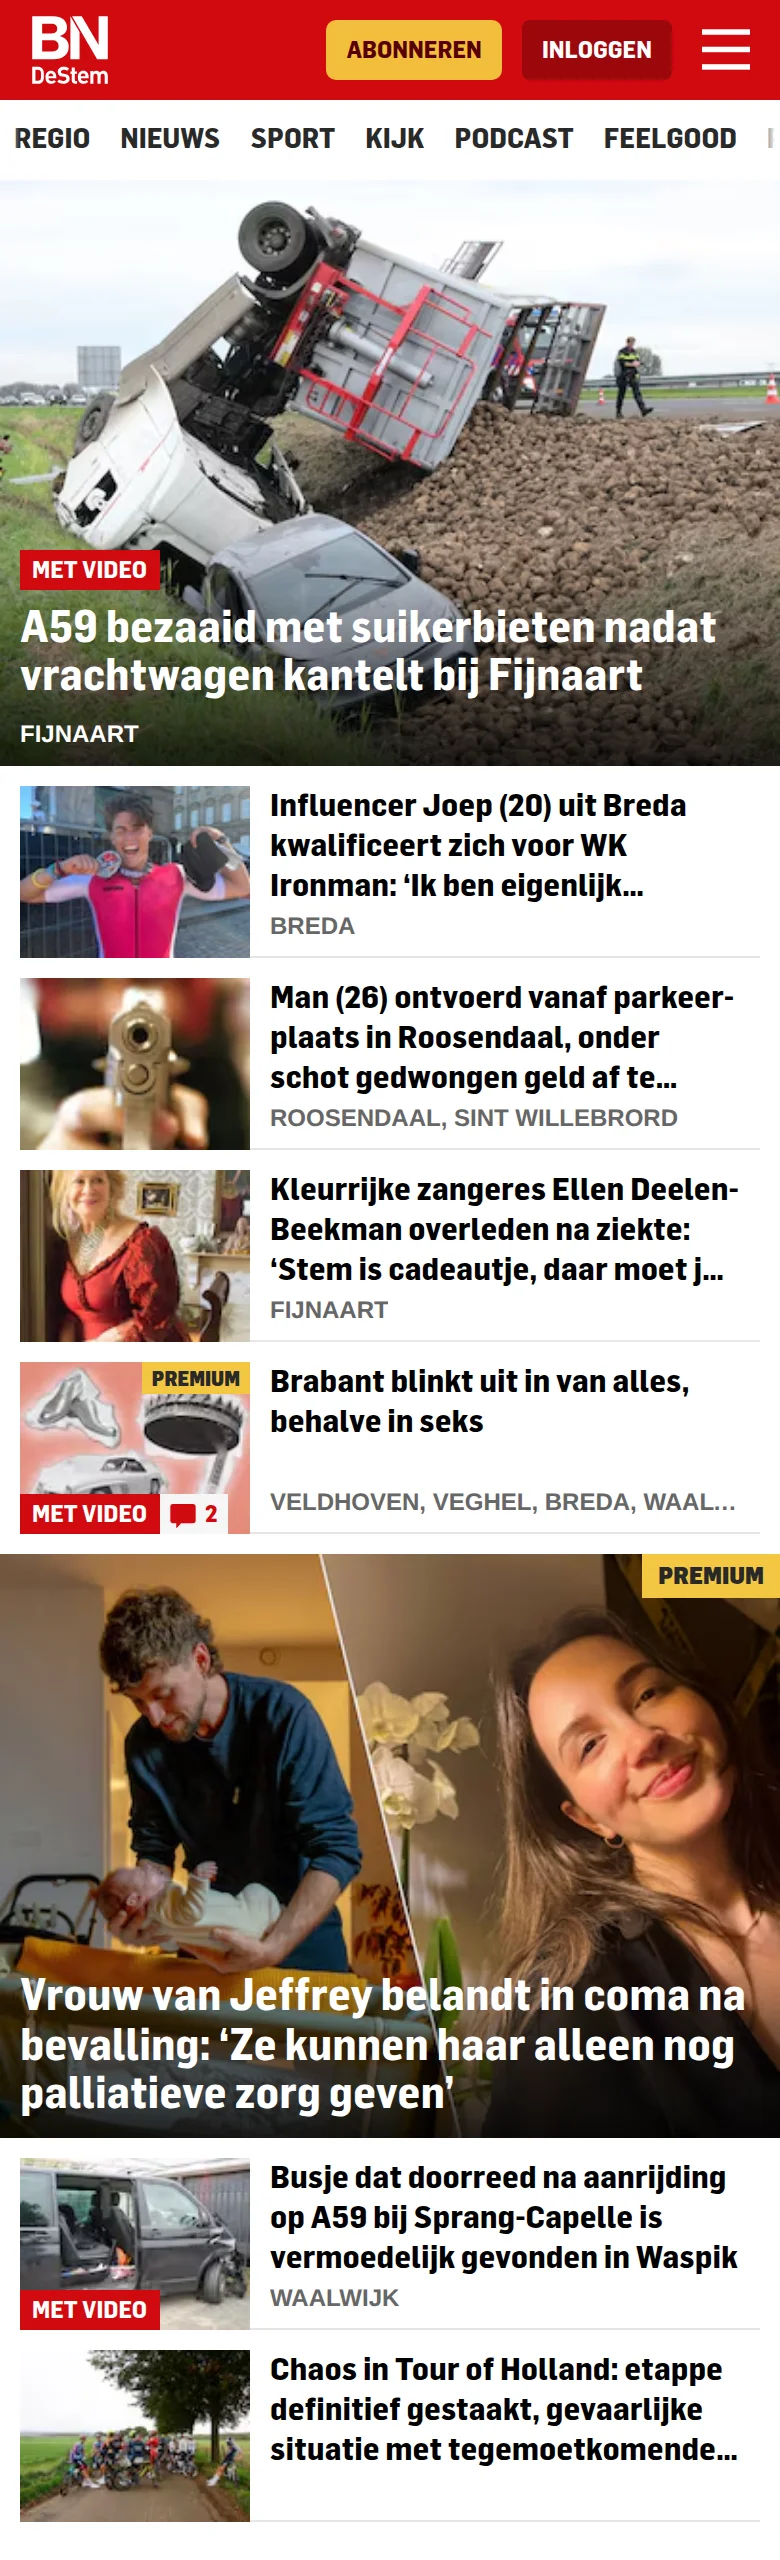 BN
DeStem
ABONNEREN
INLOGGEN
REGIO NIEUWS SPORT KIJK PODCAST FEELGOOD
MET VIDEO
A59 bezaaid met suikerbieten nadat
vrachtwagen kantelt bij Fijnaart
FIJNAART
Influencer Joep (20) uit Breda
kwalificeert zich voor WK
Ironman: ‘Ik ben eigenlijk...
BREDA
Man (26) ontvoerd vanaf parkeer-
plaats in Roosendaal, onder
schot gedwongen geld af te...
ROOSENDAAL, SINT WILLEBRORD
Kleurrijke zangeres Ellen Deelen-
Beekman overleden na ziekte:
‘Stem is cadeautje, daar moet j...
FIJNAART
PREMIUM
MET VIDEO
2
Brabant blinkt uit in van alles,
behalve in seks
VELDHOVEN, VEGHEL, BREDA, WAAL...
PREMIUM
Vrouw van Jeffrey belandt in coma na
bevalling: ‘Ze kunnen haar alleen nog
palliatieve zorg geven’
MET VIDEO
Busje dat doorreed na aanrijding
op A59 bij Sprang-Capelle is
vermoedelijk gevonden in Waspik
WAALWIJK
Chaos in Tour of Holland: etappe
definitief gestaakt, gevaarlijke
situatie met tegemoetkomende...